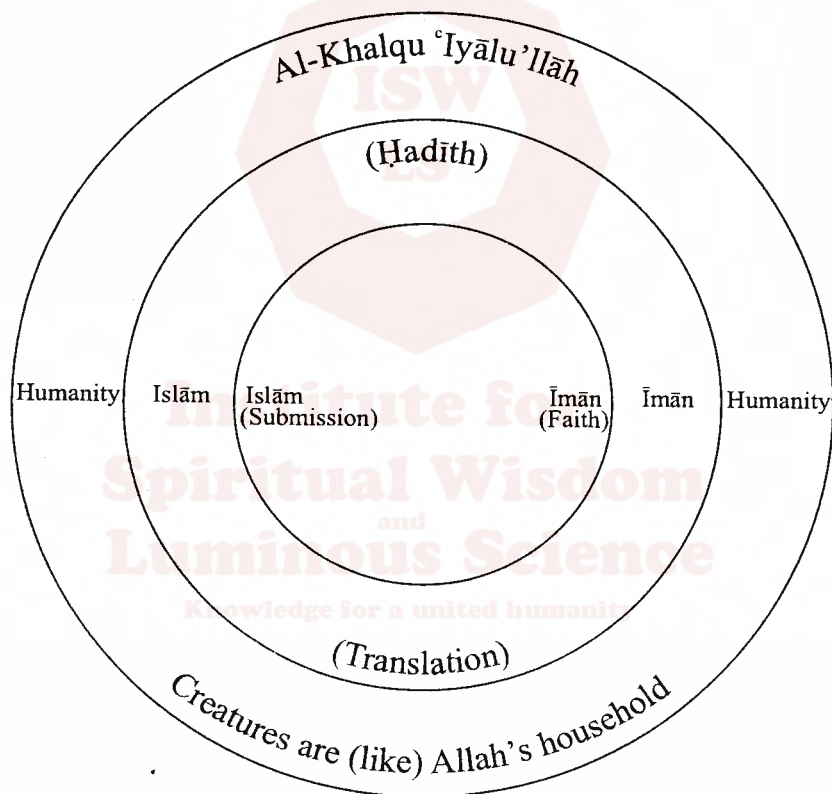 Al-Khalqu ʿIyālu’llāh
ISW
LS
(Ḥadīth)
Humanity Islām Islām Īmān Īmān Humanity
(Submission) (Faith)
Institute for
Spiritual Wisdom
and
Luminous Science
Knowledge for a united humanity
(Translation)
Creatures are (like) Allah’s household